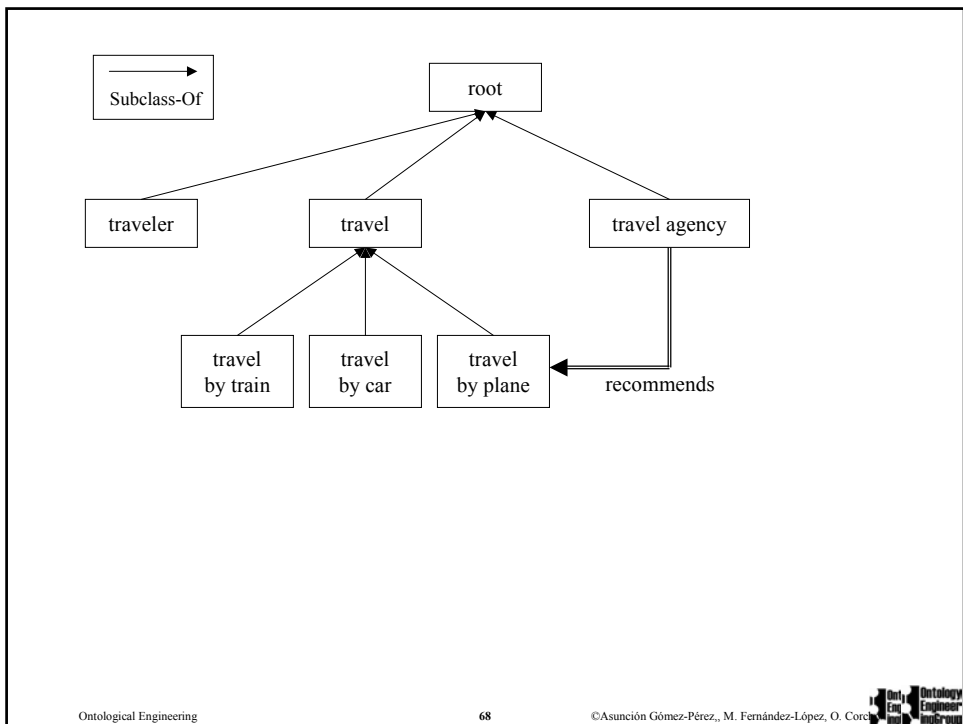 Subclass-Of
root
traveler
travel
travel agency
travel
by train
travel
by car
travel
by plane
recommends
Ontological Engineering
68
©Asunción Gómez-Pérez,, M. Fernández-López, O.
Ontology
Engineer
ingGroup